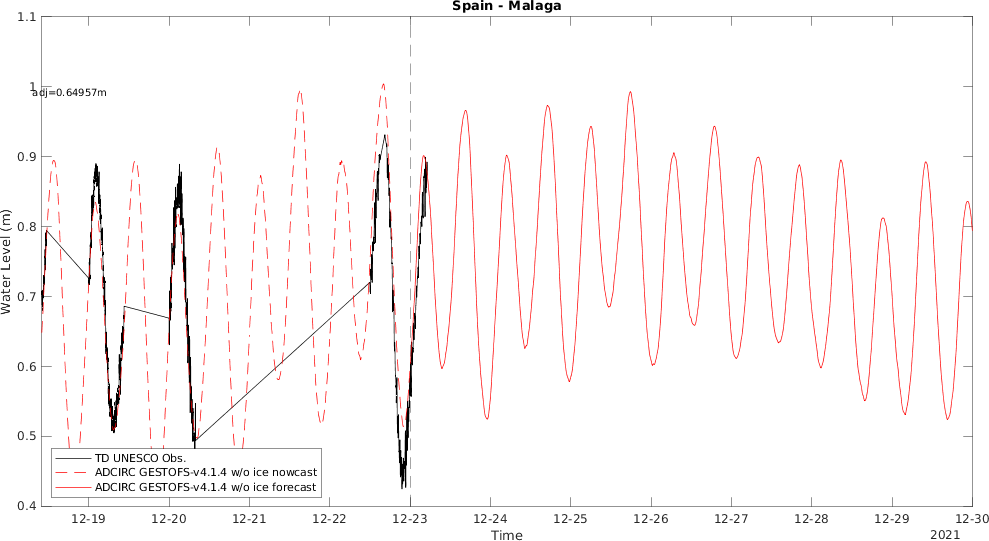 Spain - Malaga
1.1
1
adj=0.64957m
0.9
0.8
0.7
0.6
0.5
0.4
Water Level (m)
TD UNESCO Obs.
ADCIRC GESTOFS-v4.1.4 w/o ice nowcast
ADCIRC GESTOFS-v4.1.4 w/o ice forecast
12-19 12-20 12-21 12-22 12-23 12-24 12-25 12-26 12-27 12-28 12-29 12-30
Time
2021